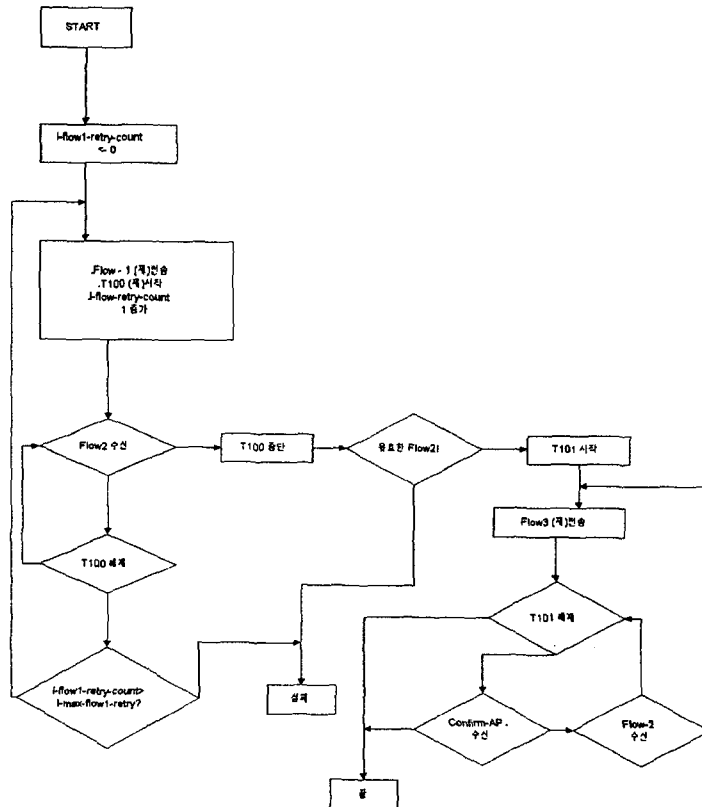 START
i-flow1-retry-count
<- 0
.Flow - 1 (재)전송
.T100 (재)시작
.i-flow-retry-count
1 증가
Flow2 수신
T100 중단
유효한 Flow2!
T101 시작
Flow3 (재)전송
T100 해제
T101 해제
i-flow1-retry-count>
i-max-flow1-retry?
실패
Confirm-AP .
수신
Flow-2
수신
끝